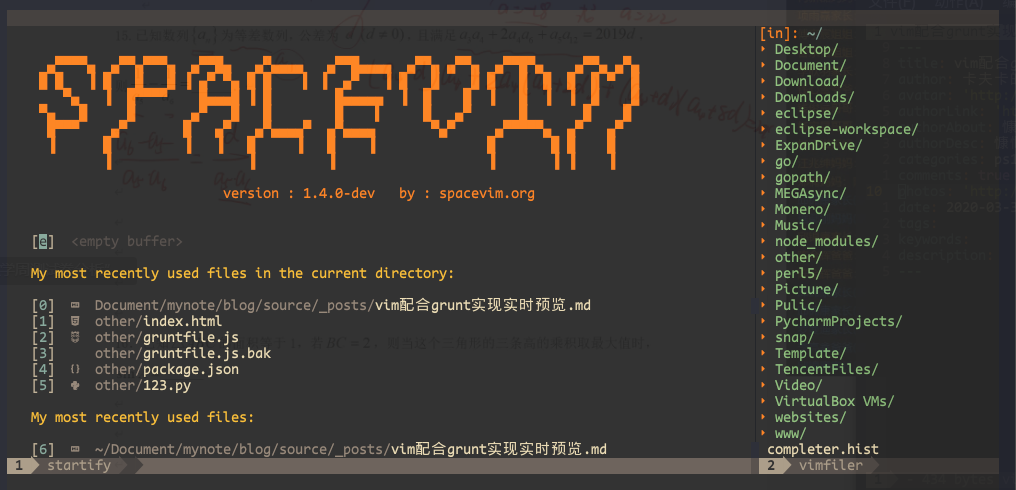 SPACEVIM
version : 1.4.0-dev by : spacevim.org
[e] <empty buffer>
My most recently used files in the current directory:
[0] Document/mynote/blog/source/_posts/vim配合grunt实现实时预览.md
[1] other/index.html
[2] other/gruntfile.js
[3] other/gruntfile.js.bak
[4] {} other/package.json
[5] other/123.py
My most recently used files:
[6] ~/Document/mynote/blog/source/_posts/vim配合grunt实现实时预览.md
1 startify
[in]: ~/
Desktop/
Document/
Download/
Downloads/
eclipse/
eclipse-workspace/
ExpanDrive/
go/
gopath/
MEGAsync/
Monero/
Music/
node_modules/
other/
perl5/
Picture/
Pulic/
PycharmProjects/
snap/
Template/
TencentFiles/
Video/
VirtualBox VMs/
websites/
www/
completer.hist
2 vimfiler